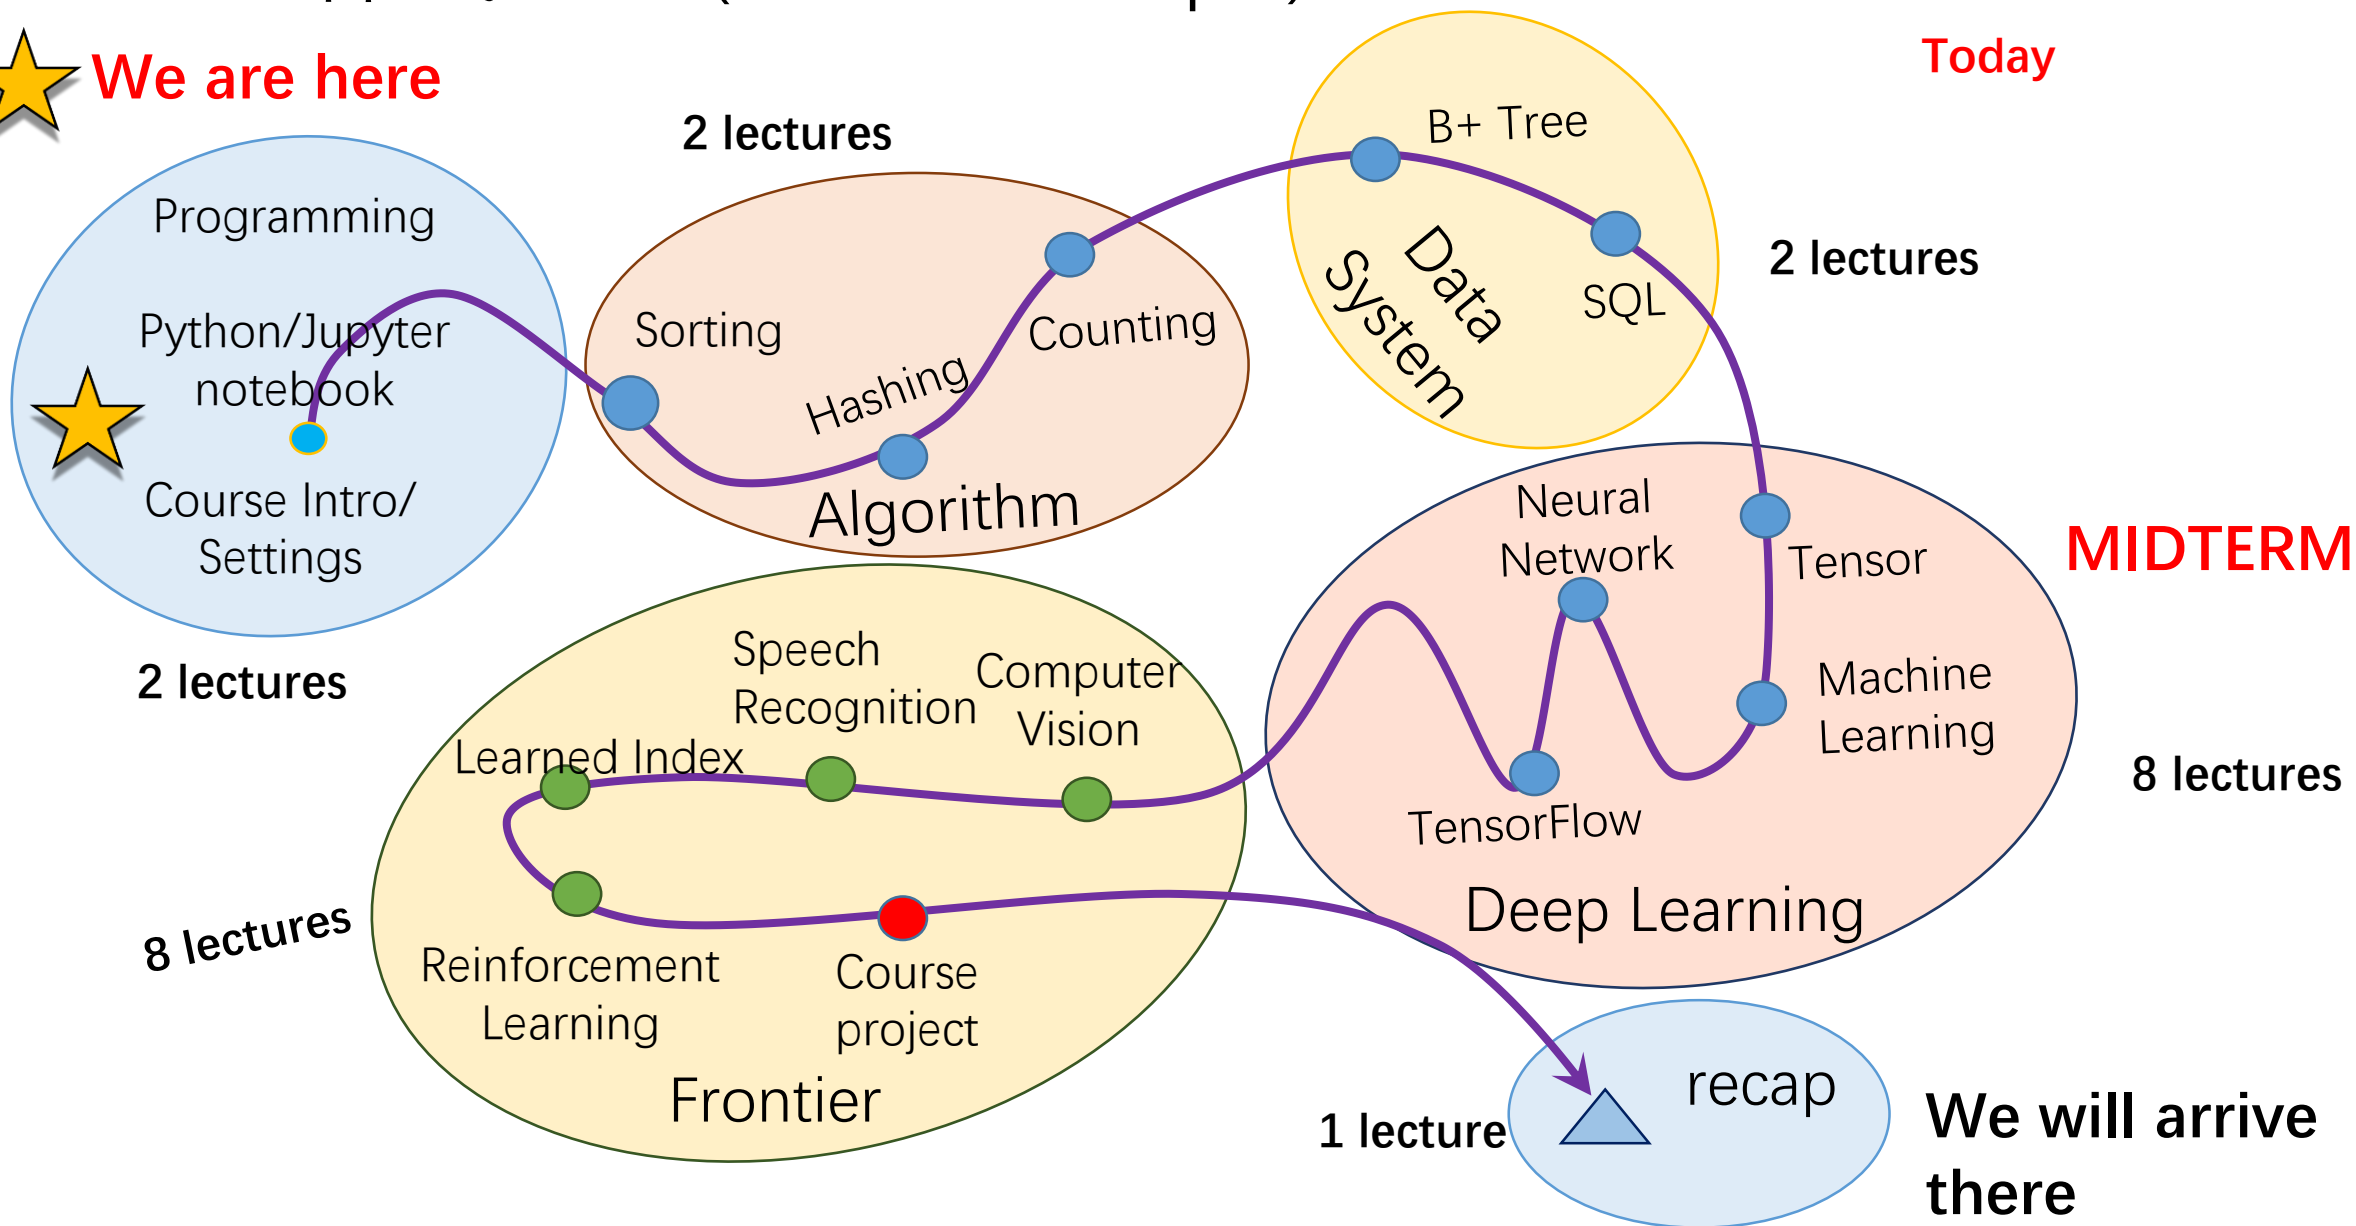 We are here
Today
2 lectures
Programming
Python/Jupyter
notebook
Course Intro/
Settings
2 lectures
Sorting
Hashing
Counting
Algorithm
B+ Tree
Data
System
SQL
2 lectures
MIDTERM
Neural
Network
Tensor
Machine
Learning
TensorFlow
Deep Learning
8 lectures
Speech
Recognition
Computer
Vision
Learned Index
8 lectures
Reinforcement
Learning
Course
project
Frontier
1 lecture
recap
We will arrive
there